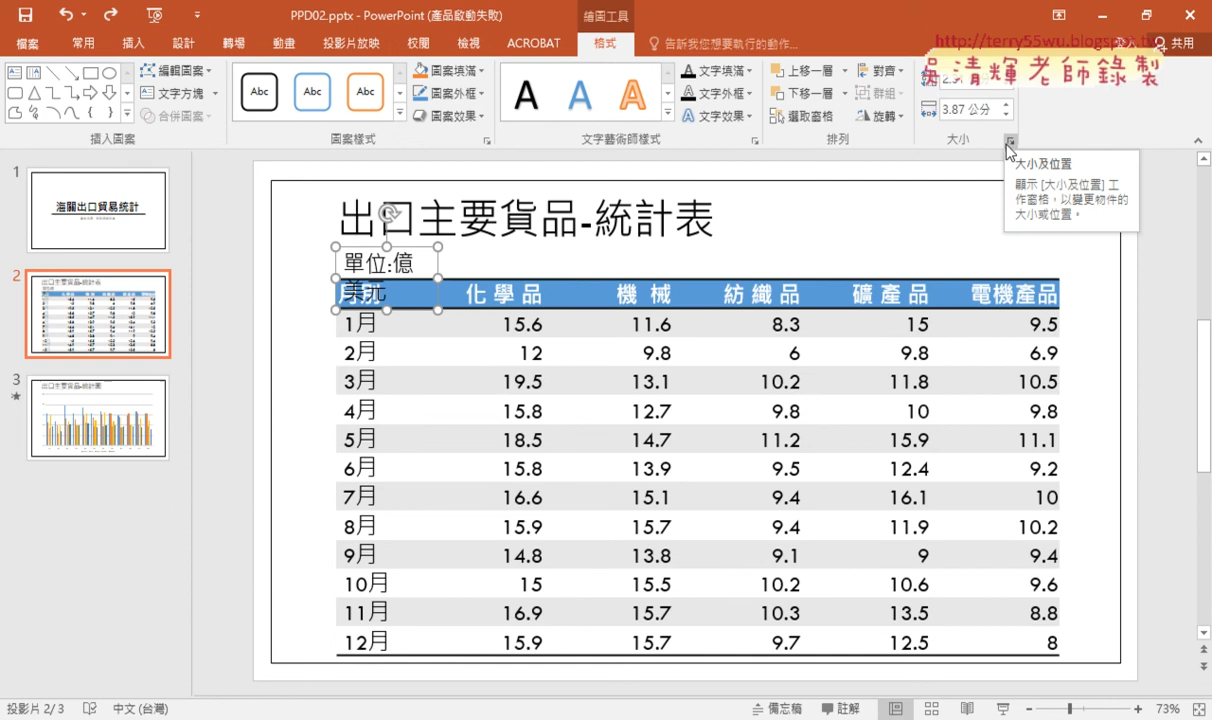 PPD02.pptx - PowerPoint (產品啟動失敗)
繪圖工具
檔案 常用 插入 設計 轉場 動畫 投影片放映 校閱 檢視 ACROBAT 格式 告訴我您想要執行的動作... 共用
吳清輝老師錄製
編輯圖案
文字方塊
合併圖案
插入圖案
Abc Abc Abc
圖案填滿
圖案外框
圖案效果
圖案樣式
A A A
文字填滿
文字外框
文字效果
文字藝術師樣式
上移一層 對齊
下移一層 群組
選取窗格 旋轉
排列
3.87 公分
大小
大小及位置
顯示 [大小及位置] 工
作窗格，以變更物件的
大小或位置。
1
海關出口貿易統計
2
出口主要貨品-統計表
3
出口主要貨品-統計圖
出口主要貨品-統計表
單位:億
美元
月別 化學品 機械 紡織品 礦產品 電機產品
1月 15.6 11.6 8.3 15 9.5
2月 12 9.8 6 9.8 6.9
3月 19.5 13.1 10.2 11.8 10.5
4月 15.8 12.7 9.8 10 9.8
5月 18.5 14.7 11.2 15.9 11.1
6月 15.8 13.9 9.5 12.4 9.2
7月 16.6 15.1 9.4 16.1 10
8月 15.9 15.7 9.4 11.9 10.2
9月 14.8 13.8 9.1 9 9.4
10月 15 15.5 10.2 10.6 9.6
11月 16.9 15.7 10.3 13.5 8.8
12月 15.9 15.7 9.7 12.5 8
投影片 2/3 中文 (台灣) 備忘稿 註解 73%